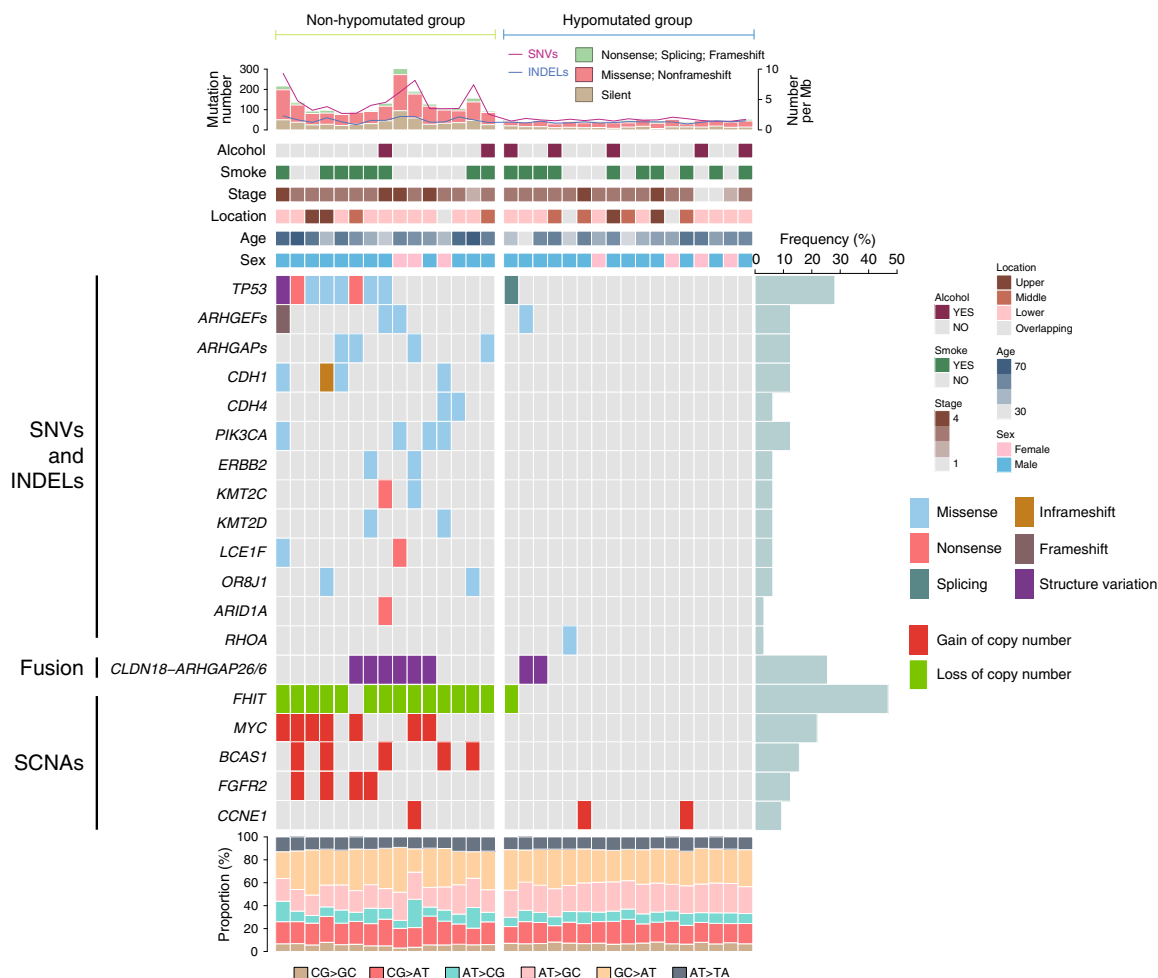 Non-hypomutated group
Hypomutated group
SNVs
INDELs
Nonsense; Splicing; Frameshift
Missense; Nonframeshift
Silent
Mutation number
300
200
100
0
10
5
0
Number per Mb
Alcohol
Smoke
Stage
Location
Age
Sex
Frequency (%)
0 10 20 30 40 50
SNVs
and
INDELs
TP53
ARHGEFs
ARHGAPs
CDH1
CDH4
PIK3CA
ERBB2
KMT2C
KMT2D
LCE1F
OR8J1
ARID1A
RHOA
Fusion
CLDN18–ARHGAP26/6
SCNAs
FHIT
MYC
BCAS1
FGFR2
CCNE1
Alcohol
YES
NO
Smoke
YES
NO
Stage
4
1
Location
Upper
Middle
Lower
Overlapping
Age
70
30
Sex
Female
Male
Missense
Nonsense
Splicing
Inframeshift
Frameshift
Structure variation
Gain of copy number
Loss of copy number
Proportion (%)
100
80
60
40
20
0
CG>GC CG>AT AT>CG AT>GC GC>AT AT>TA